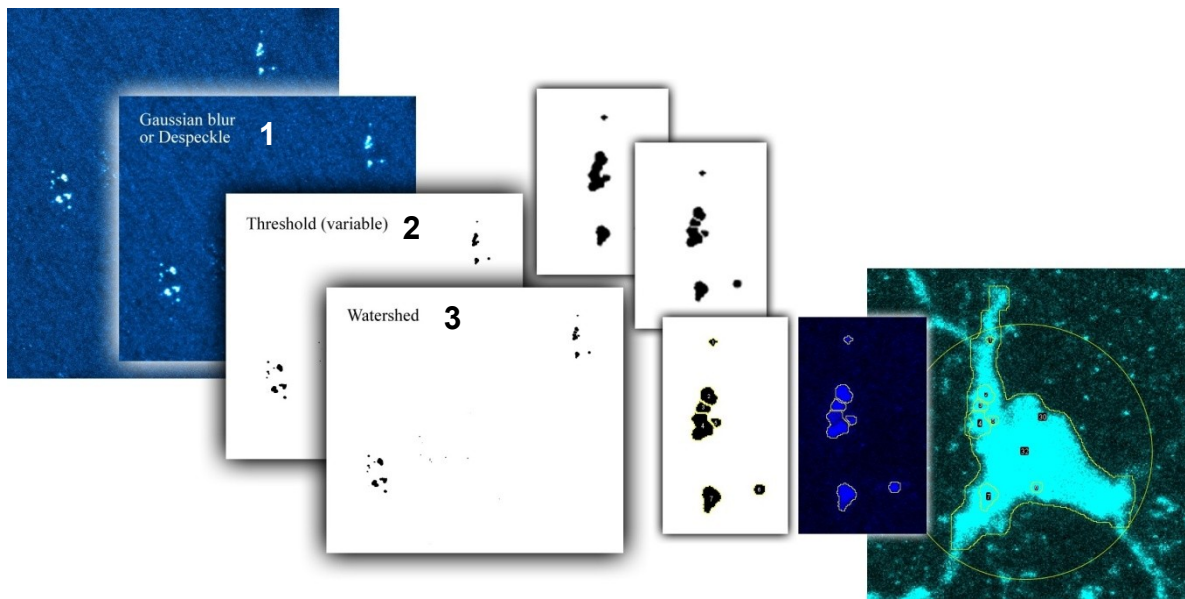 Gaussian blur
or Despeckle
1
Threshold (variable)
2
Watershed
3